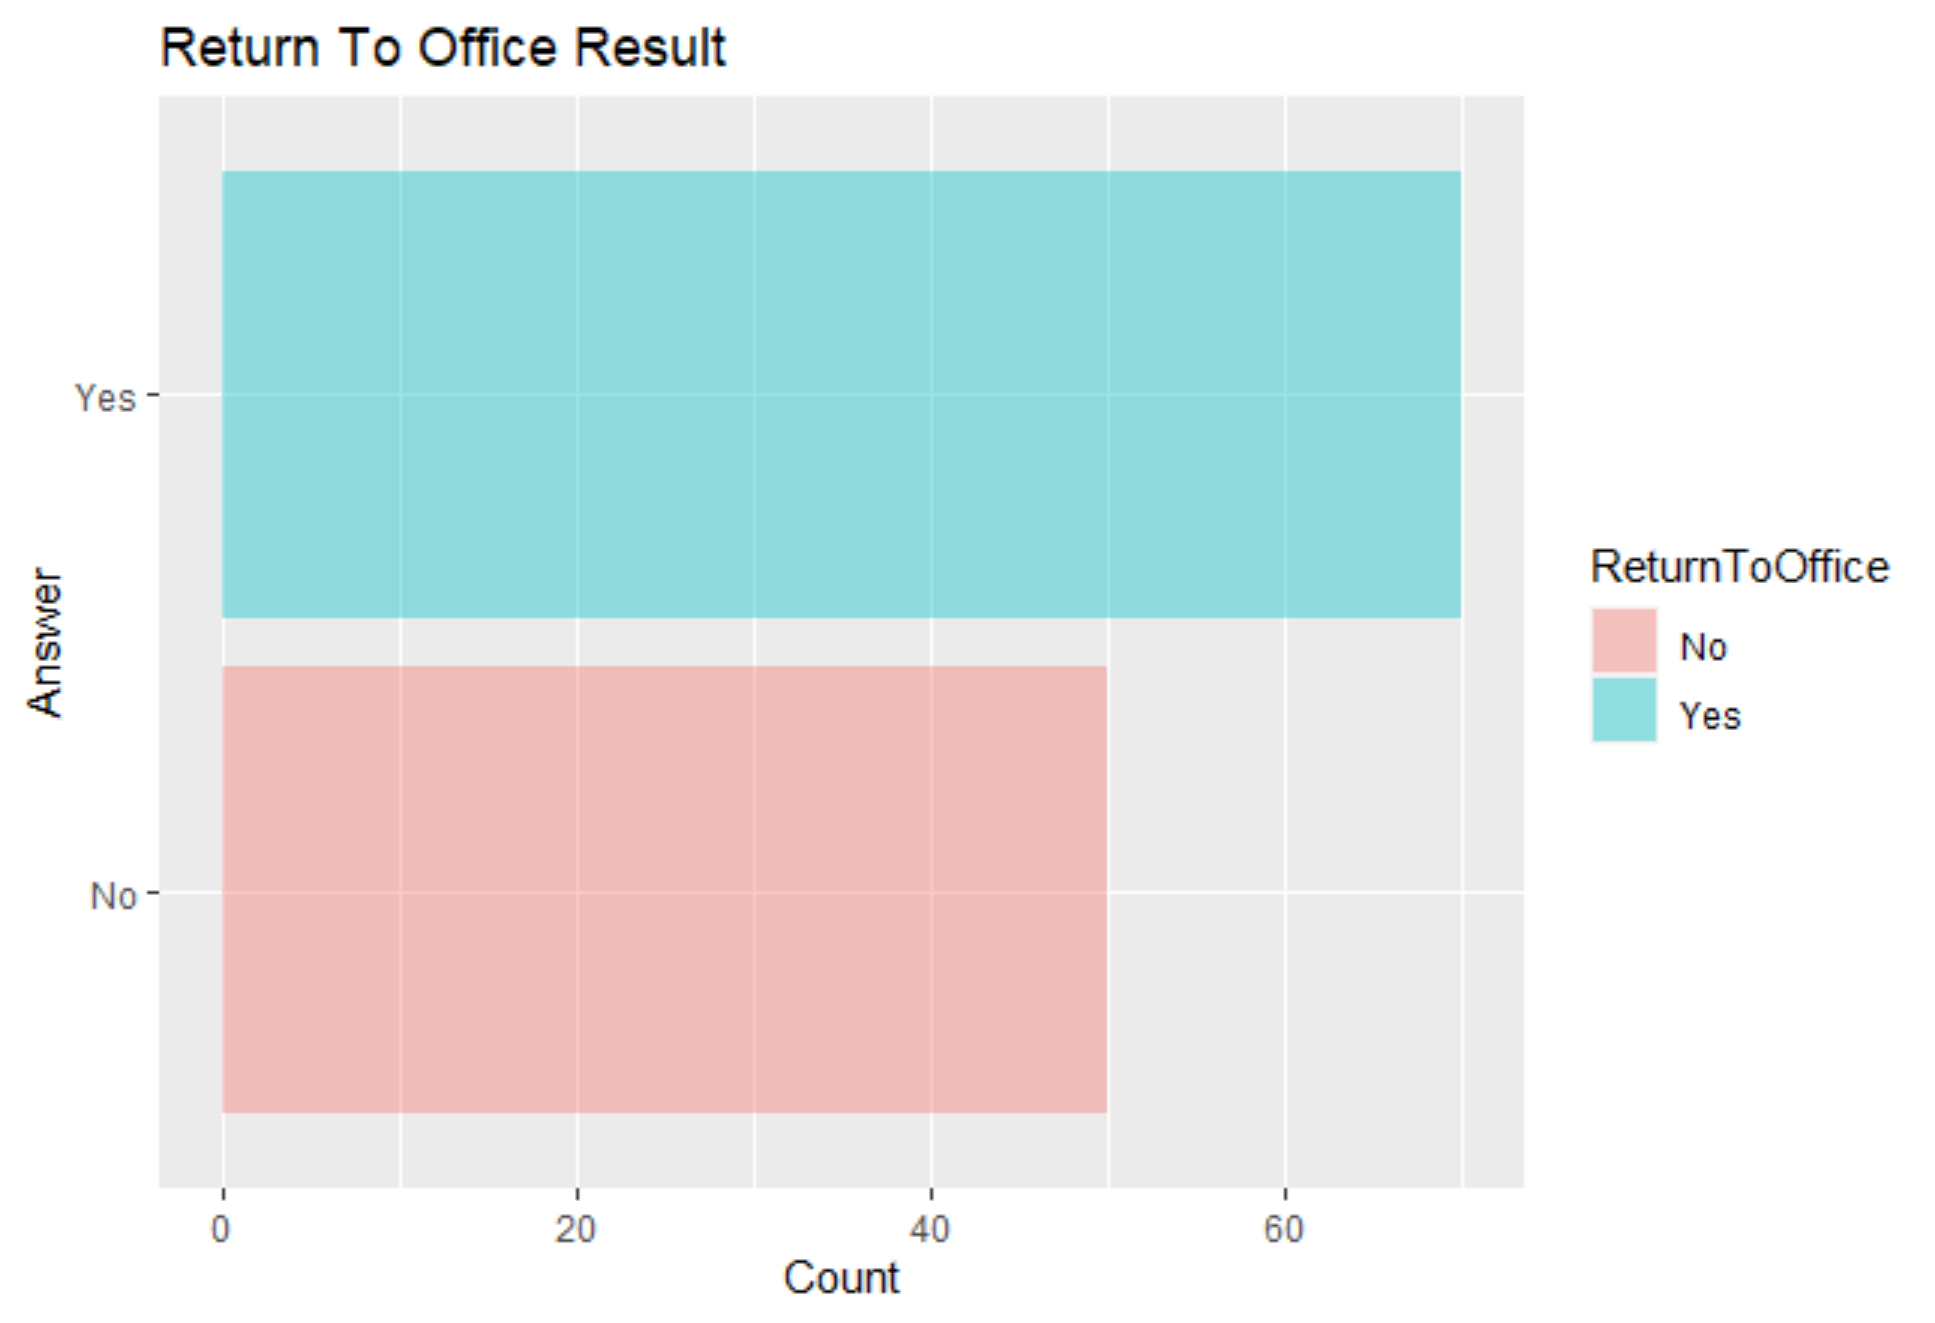 Return To Office Result
Yes
No
Answer
0
20
40
60
Count
ReturnToOffice
No
Yes